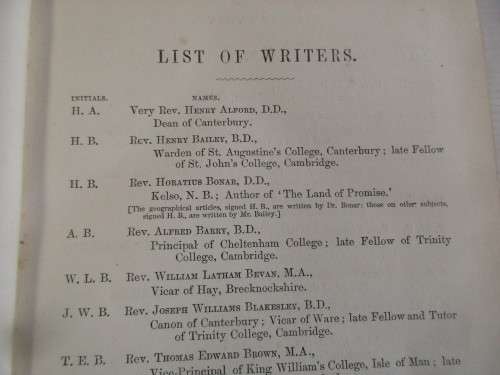 LIST OF WRITERS.
INITIALS. NAMES.
H. A. Very Rev. HENRY ALFORD, D.D.,
Dean of Canterbury.
H. B. Rev. HENRY BAILEY, B.D.,
Warden of St. Augustine's College, Canterbury; late Fellow
of St. John's College, Cambridge.
H. B. Rev. HORATIUS BONAR, D.D.,
Kelso, N. B.; Author of 'The Land of Promise.'
[The geographical articles, signed H. B., are written by Dr. Bonar: those on other subjects,
signed H. B., are written by Mr. Bailey.]
A. B. Rev. ALFRED BARRY, B.D.,
Principal of Cheltenham College; late Fellow of Trinity
College, Cambridge.
W. L. B. Rev. WILLIAM LATHAM BEVAN, M.A.,
Vicar of Hay, Brecknockshire.
J. W. B. Rev. JOSEPH WILLIAMS BLAKESLEY, B.D.,
Canon of Canterbury; Vicar of Ware; late Fellow and Tutor
of Trinity College, Cambridge.
T. E. B. Rev. THOMAS EDWARD BROWN, M.A.,
Vice-Principal of King William's College, Isle of Man; late